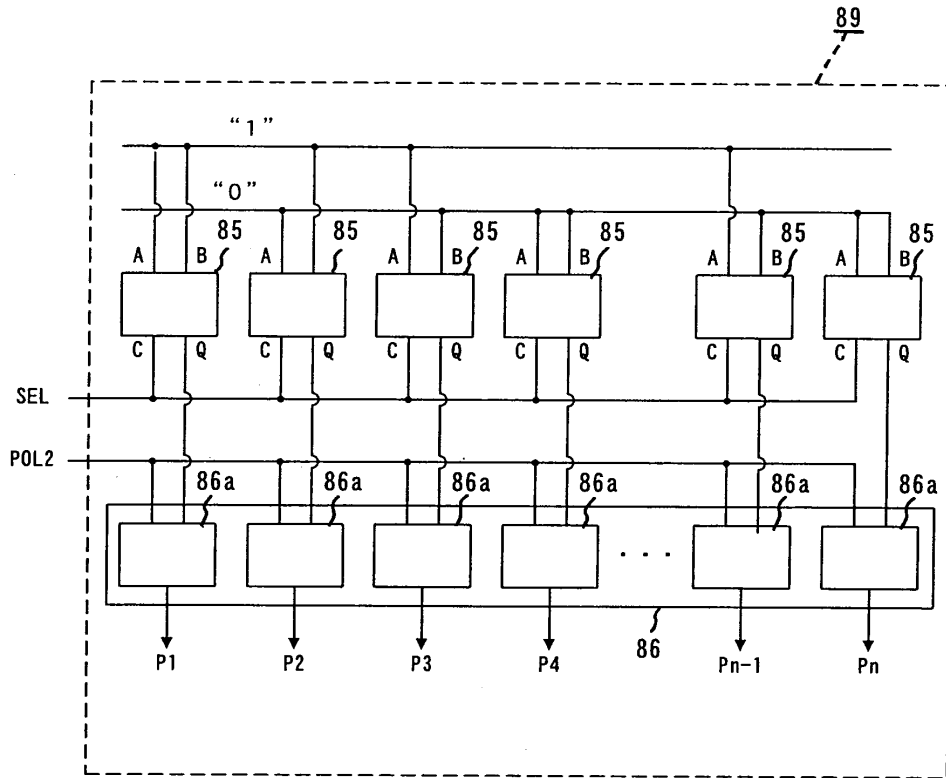 89
"1"
"0"
85 85 85 85 85 85
A B A A B A B A B A B
C Q C Q C Q C Q C Q C Q
SEL
POL2
86a 86a 86a 86a 86a 86a
. . .
86
P1 P2 P3 P4 Pn-1 Pn